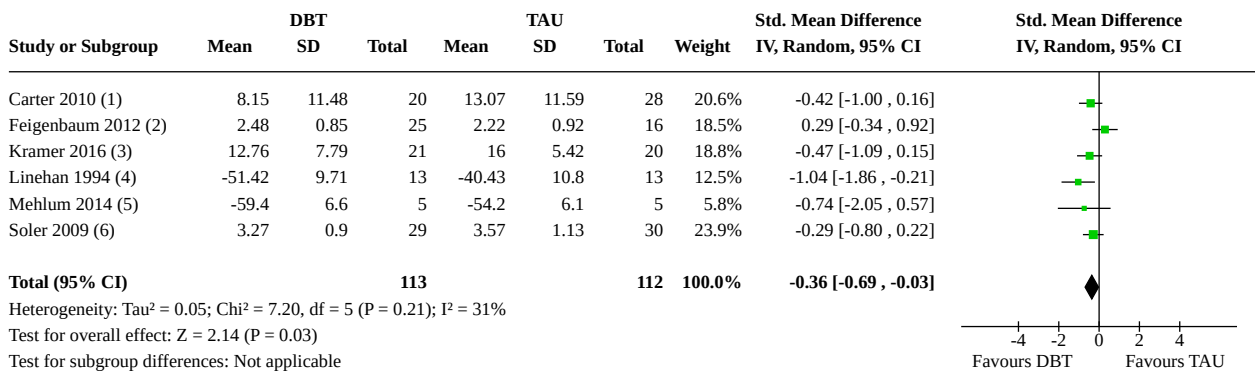 DBT TAU Std. Mean Difference Std. Mean Difference
Study or Subgroup Mean SD Total Mean SD Total Weight IV, Random, 95% CI IV, Random, 95% CI
Carter 2010 (1) 8.15 11.48 20 13.07 11.59 28 20.6% -0.42 [-1.00 , 0.16]
Feigenbaum 2012 (2) 2.48 0.85 25 2.22 0.92 16 18.5% 0.29 [-0.34 , 0.92]
Kramer 2016 (3) 12.76 7.79 21 16 5.42 20 18.8% -0.47 [-1.09 , 0.15]
Linehan 1994 (4) -51.42 9.71 13 -40.43 10.8 13 12.5% -1.04 [-1.86 , -0.21]
Mehlum 2014 (5) -59.4 6.6 5 -54.2 6.1 5 5.8% -0.74 [-2.05 , 0.57]
Soler 2009 (6) 3.27 0.9 29 3.57 1.13 30 23.9% -0.29 [-0.80 , 0.22]
Total (95% CI) 113 112 100.0% -0.36 [-0.69 , -0.03]
Heterogeneity: Tau² = 0.05; Chi² = 7.20, df = 5 (P = 0.21); I² = 31%
Test for overall effect: Z = 2.14 (P = 0.03)
-4 -2 0 2 4
Test for subgroup differences: Not applicable
Favours DBT Favours TAU